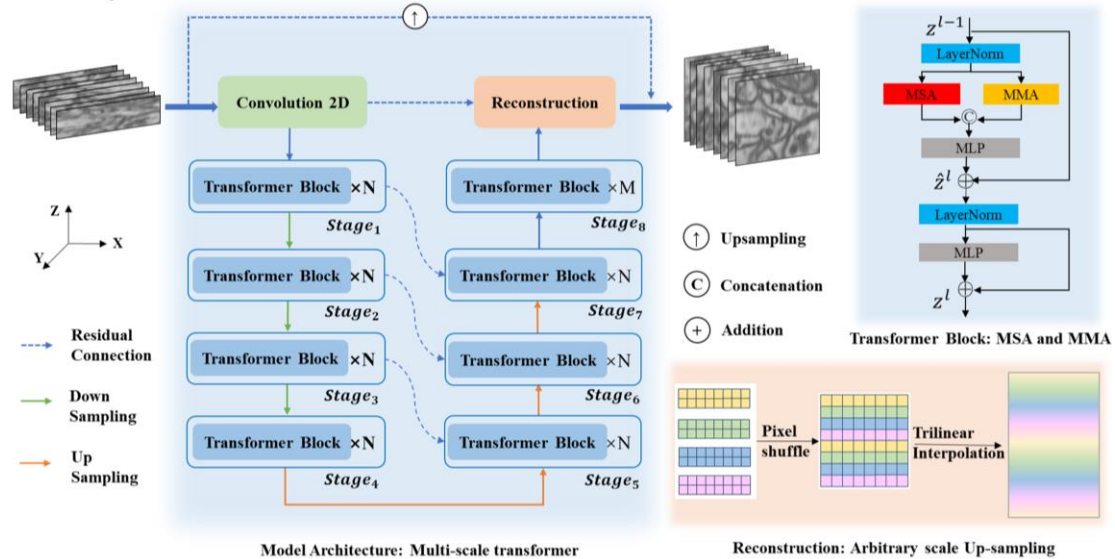 Convolution 2D
Reconstruction
Transformer Block ×N
Stage₁
Transformer Block ×N
Stage₂
Transformer Block ×N
Stage₃
Transformer Block ×N
Stage₄
Transformer Block ×M
Stage₈
Transformer Block ×N
Stage₇
Transformer Block ×N
Stage₆
Transformer Block ×N
Stage₅
Z
X
Y
Residual
Connection
Down
Sampling
Up
Sampling
Model Architecture: Multi-scale transformer
↑
↑ Upsampling
C Concatenation
+ Addition
z^{l-1}
LayerNorm
MSA
MMA
C
MLP
ẑ^l
LayerNorm
MLP
z^l
Transformer Block: MSA and MMA
Pixel
shuffle
Trilinear
Interpolation
Reconstruction: Arbitrary scale Up-sampling